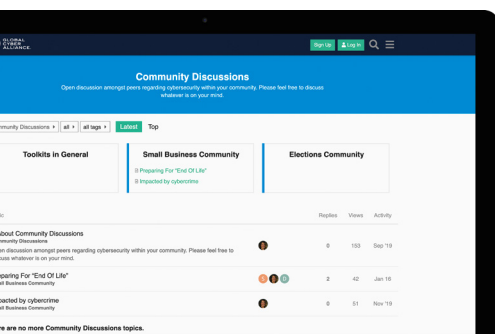 GLOBAL
CYBER
ALLIANCE.
Sign Up
Log In
Community Discussions
Open discussion amongst peers regarding cybersecurity within your community. Please feel free to discuss
whatever is on your mind.
mmunity Discussions
all
all tags
Latest
Top
Toolkits in General
Small Business Community
9 Preparing For "End Of Life"
9 Impacted by cybercrime
Elections Community
ic
Replies
Views
Activity
bout Community Discussions
mmunity Discussions
en discussion amongst peers regarding cybersecurity within your community. Please feel free to
cuss whatever is on your mind.
0
153
Sep '19
eparing For "End Of Life"
all Business Community
S
D
2
42
Jan 16
pacted by cybercrime
all Business Community
0
51
Nov '19
re are no more Community Discussions topics.